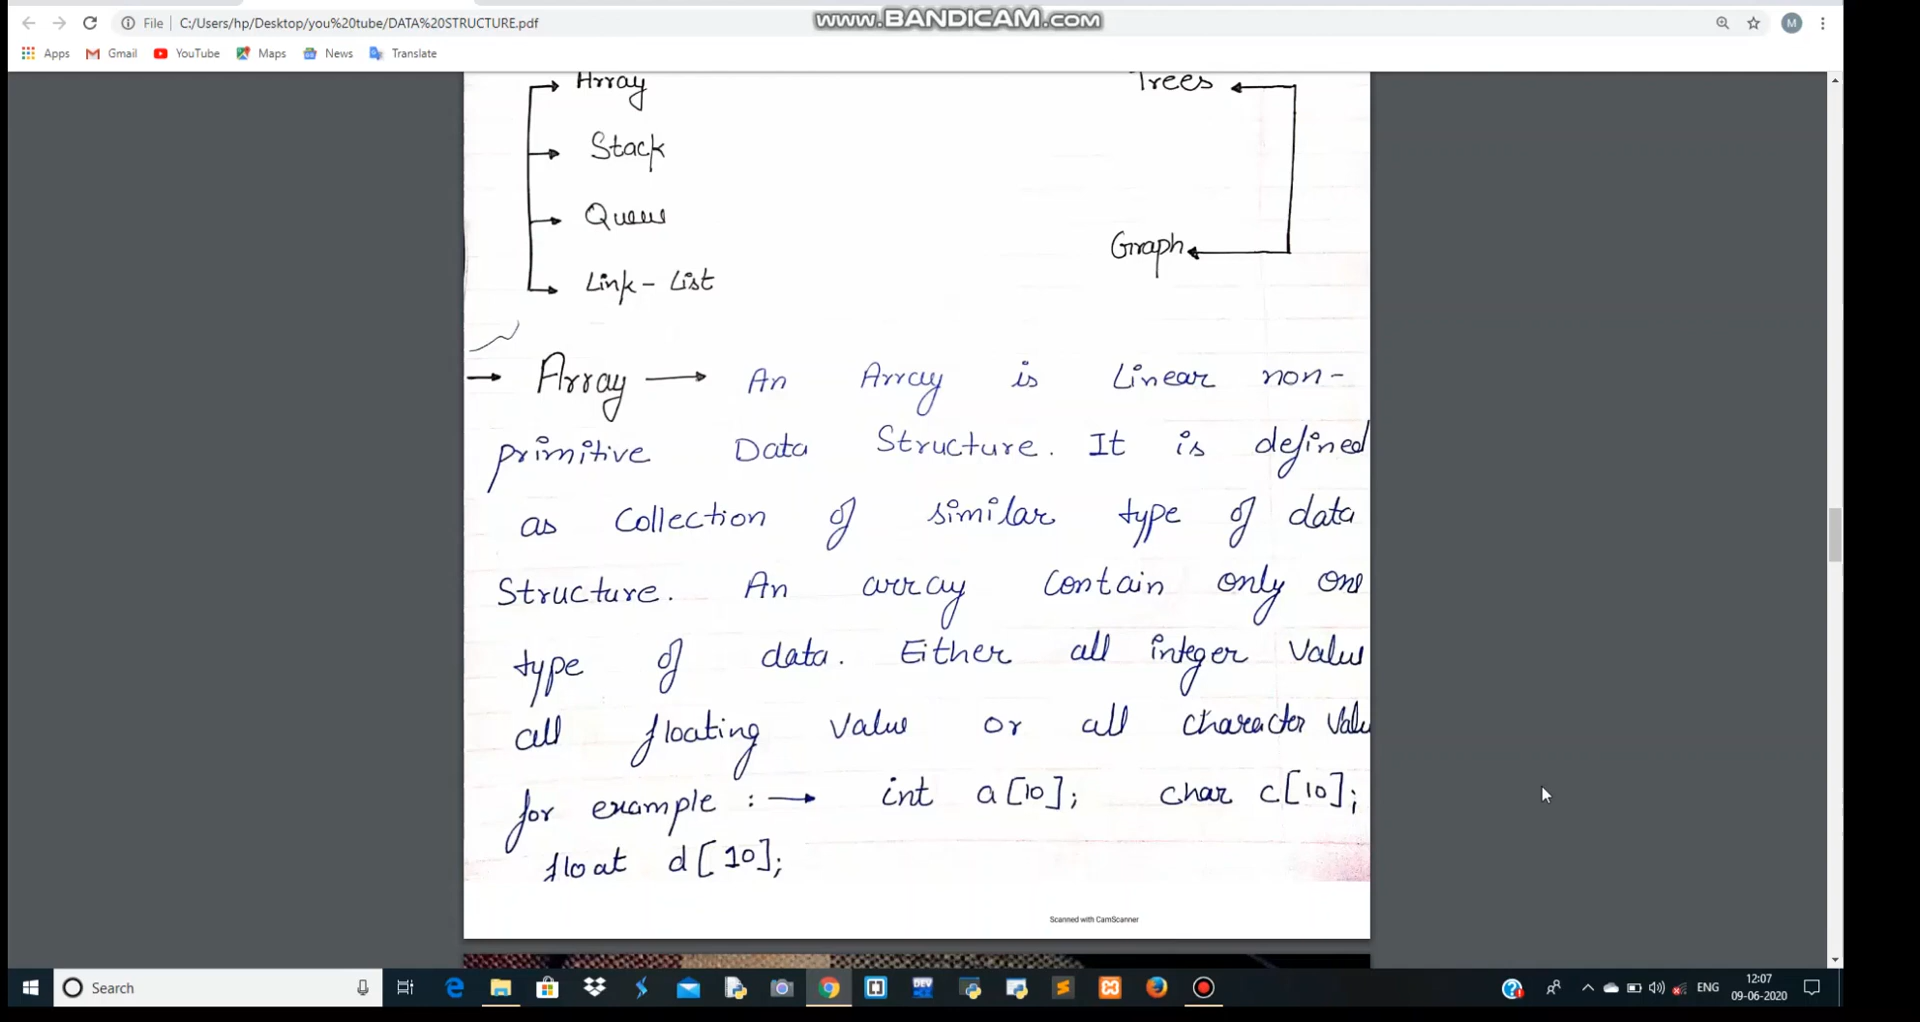 www.BANDICAM.com
File C:/Users/hp/Desktop/you%20tube/DATA%20STRUCTURE.pdf
M
Apps Gmail YouTube Maps News Translate
Array Trees
Stack
Queue
Graph
Link - List
→ Array → An Array is Linear non-
primitive Data Structure. It is defined
as Collection of similar type of data
Structure. An array Contain only one
type of data. Either all integer Value
all floating Value or all character Valu
for example :→ int a[10]; char c[10];
float d[10];
Scanned with CamScanner
Search
DEV
ENG
12:07
09-06-2020